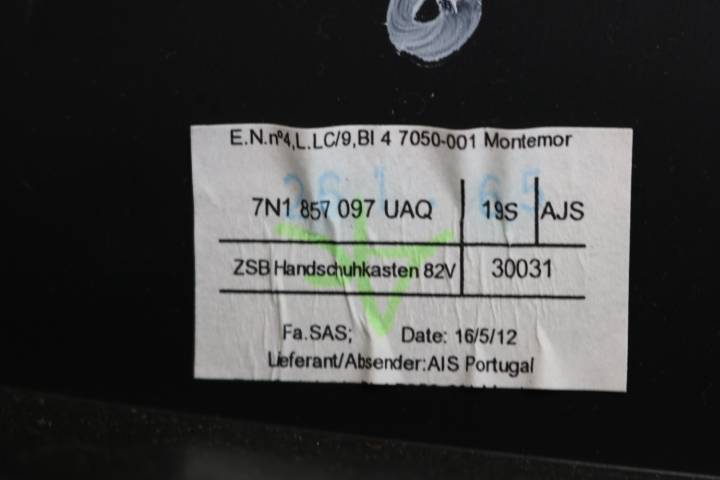 E.N.nº4,L.LC/9,Bl 4 7050-001 Montemor
7N1 857 097 UAQ 19S AJS
ZSB Handschuhkasten 82V 30031
Fa.SAS; Date: 16/5/12
Lieferant/Absender:AIS Portugal